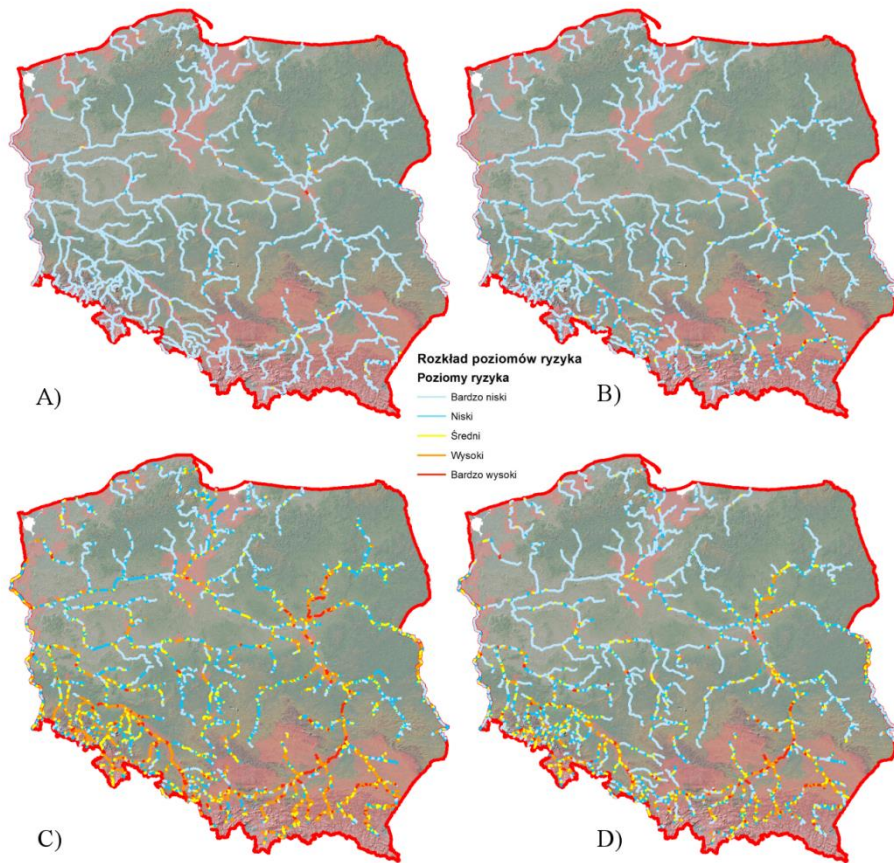 A)
B)
Rozkład poziomów ryzyka
Poziomy ryzyka
Bardzo niski
Niski
Średni
Wysoki
Bardzo wysoki
C)
D)